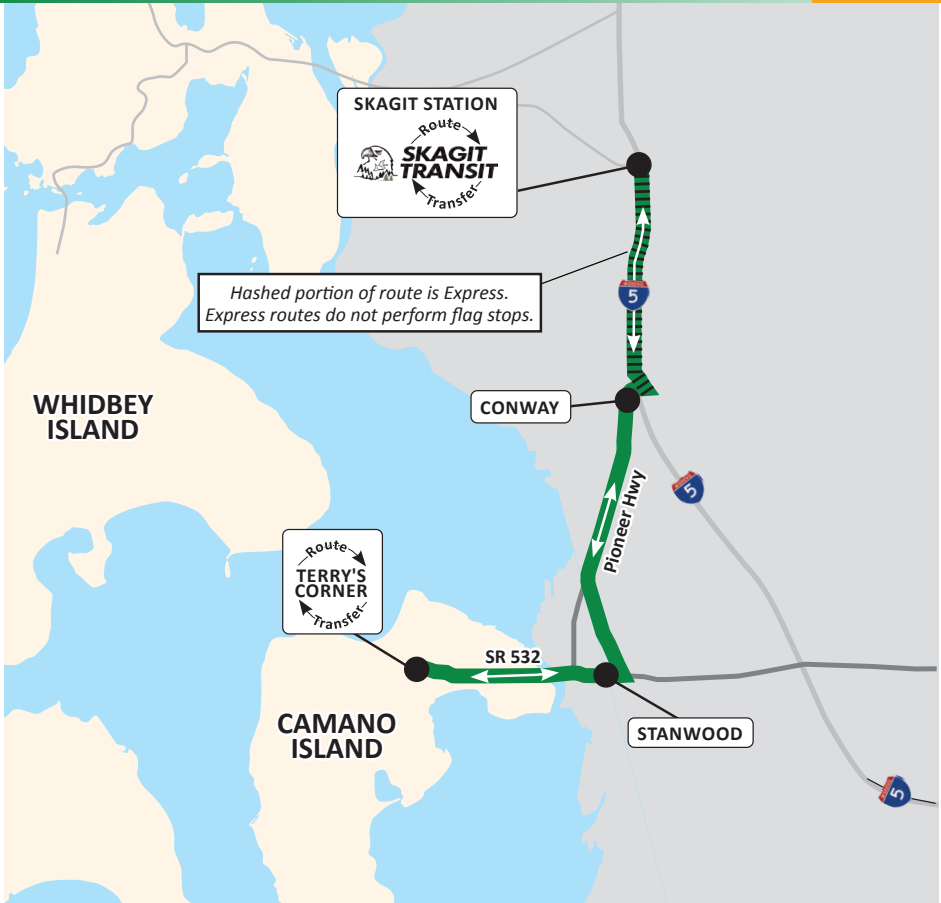 SKAGIT STATION
Route
SKAGIT
TRANSIT
Transfer
Hashed portion of route is Express.
Express routes do not perform flag stops.
5
WHIDBEY
ISLAND
CONWAY
5
Pioneer Hwy
Route
TERRY'S
CORNER
Transfer
SR 532
CAMANO
ISLAND
STANWOOD
5